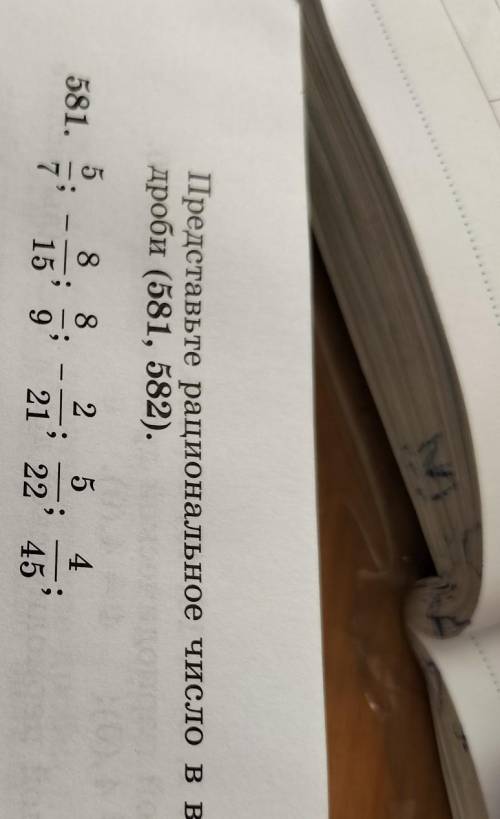 Представьте рациональное число в в
дроби (581, 582).
581. 5/7; -8/15; 8/9; -2/21; 5/22; 4/45;